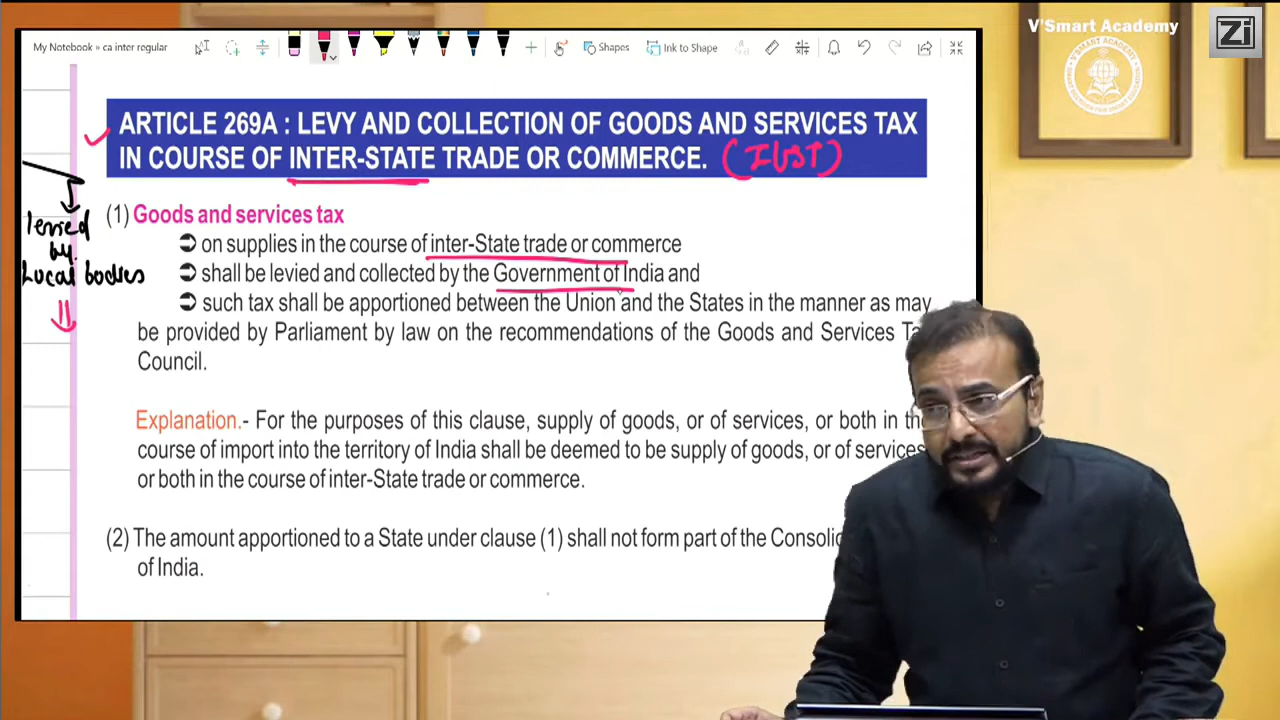 V'Smart Academy
Zi
My Notebook » ca inter regular
Shapes
Ink to Shape
ARTICLE 269A : LEVY AND COLLECTION OF GOODS AND SERVICES TAX
IN COURSE OF INTER-STATE TRADE OR COMMERCE. (IGST)
levied
by
Local bodies
(1) Goods and services tax
➲ on supplies in the course of inter-State trade or commerce
➲ shall be levied and collected by the Government of India and
➲ such tax shall be apportioned between the Union and the States in the manner as may
be provided by Parliament by law on the recommendations of the Goods and Services
Council.
Explanation.- For the purposes of this clause, supply of goods, or of services, or both in
course of import into the territory of India shall be deemed to be supply of goods, or of services
or both in the course of inter-State trade or commerce.
(2) The amount apportioned to a State under clause (1) shall not form part of the
of India.